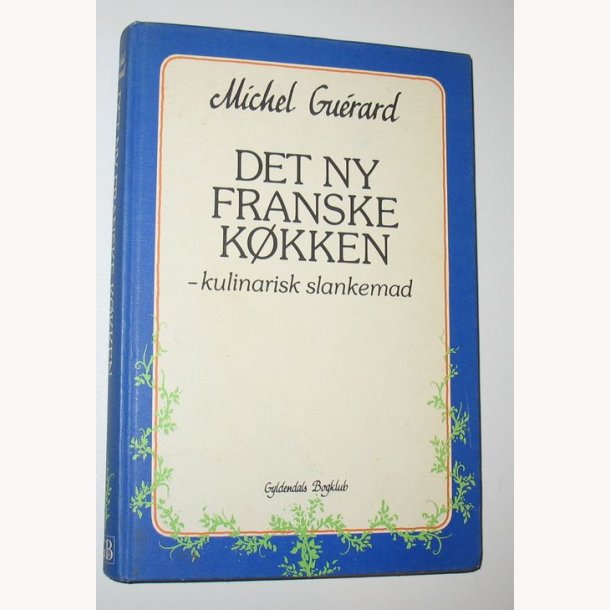 Michel Guérard
DET NY
FRANSKE
KØKKEN
–kulinarisk slankemad
Gyldendals Bogklub